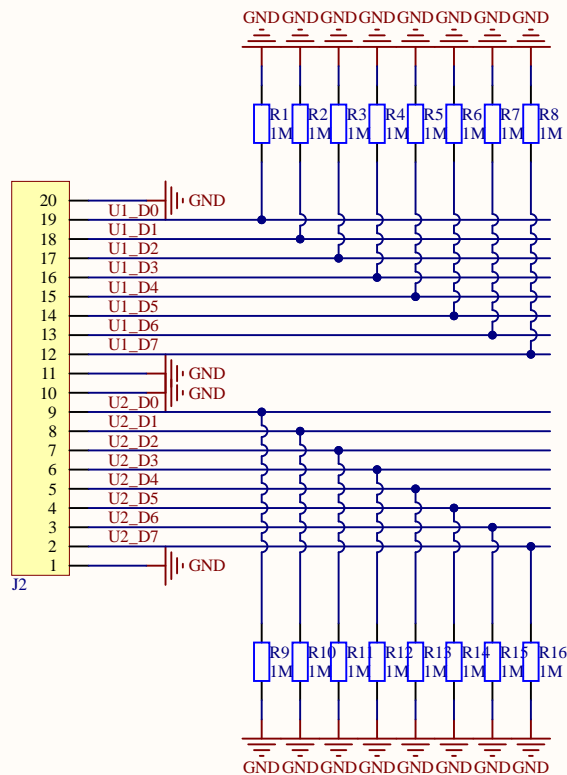 GND GND GND GND GND GND GND GND
R1 R2 R3 R4 R5 R6 R7 R8
1M 1M 1M 1M 1M 1M 1M 1M
20 GND
U1_D0
19
U1_D1
18
U1_D2
17
U1_D3
16
U1_D4
15
U1_D5
14
U1_D6
13
U1_D7
12
11 GND
10 GND
U2_D0
9
U2_D1
8
U2_D2
7
U2_D3
6
U2_D4
5
U2_D5
4
U2_D6
3
U2_D7
2
1 GND
J2
R9 R10 R11 R12 R13 R14 R15 R16
1M 1M 1M 1M 1M 1M 1M 1M
GND GND GND GND GND GND GND GND